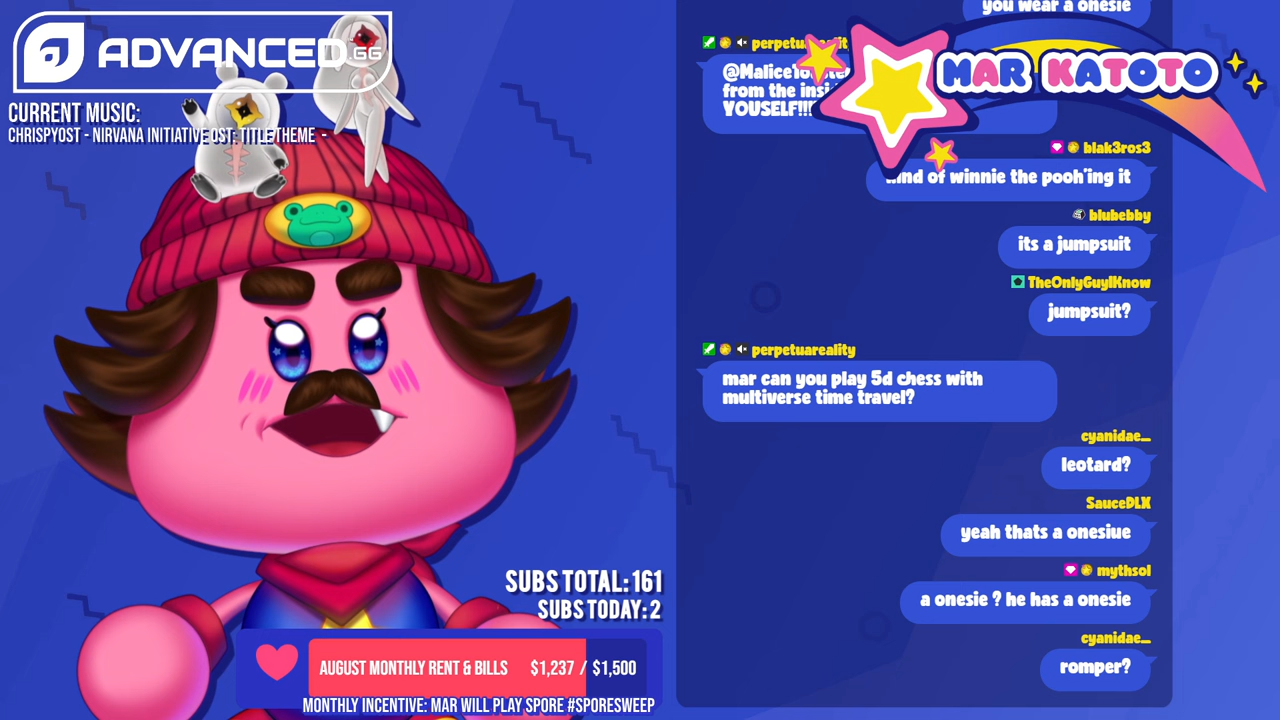 ADVANCED.GG
CURRENT MUSIC:
CHRISPYOST - NIRVANA INITIATIVE OST: TITLE THEME -
SUBS TOTAL: 161
SUBS TODAY: 2
AUGUST MONTHLY RENT & BILLS $1,237 / $1,500
MONTHLY INCENTIVE: MAR WILL PLAY SPORE #SPORESWEEP
MAR KATOTO
you wear a onesie
from the
YOUSELF!!!
blak3ros3
kind of winnie the pooh'ing it
blubebby
its a jumpsuit
TheOnlyGuyIKnow
jumpsuit?
perpetuareality
mar can you play 5d chess with
multiverse time travel?
cyanidae_
leotard?
SauceDLX
yeah thats a onesiue
mythsol
a onesie ? he has a onesie
cyanidae_
romper?